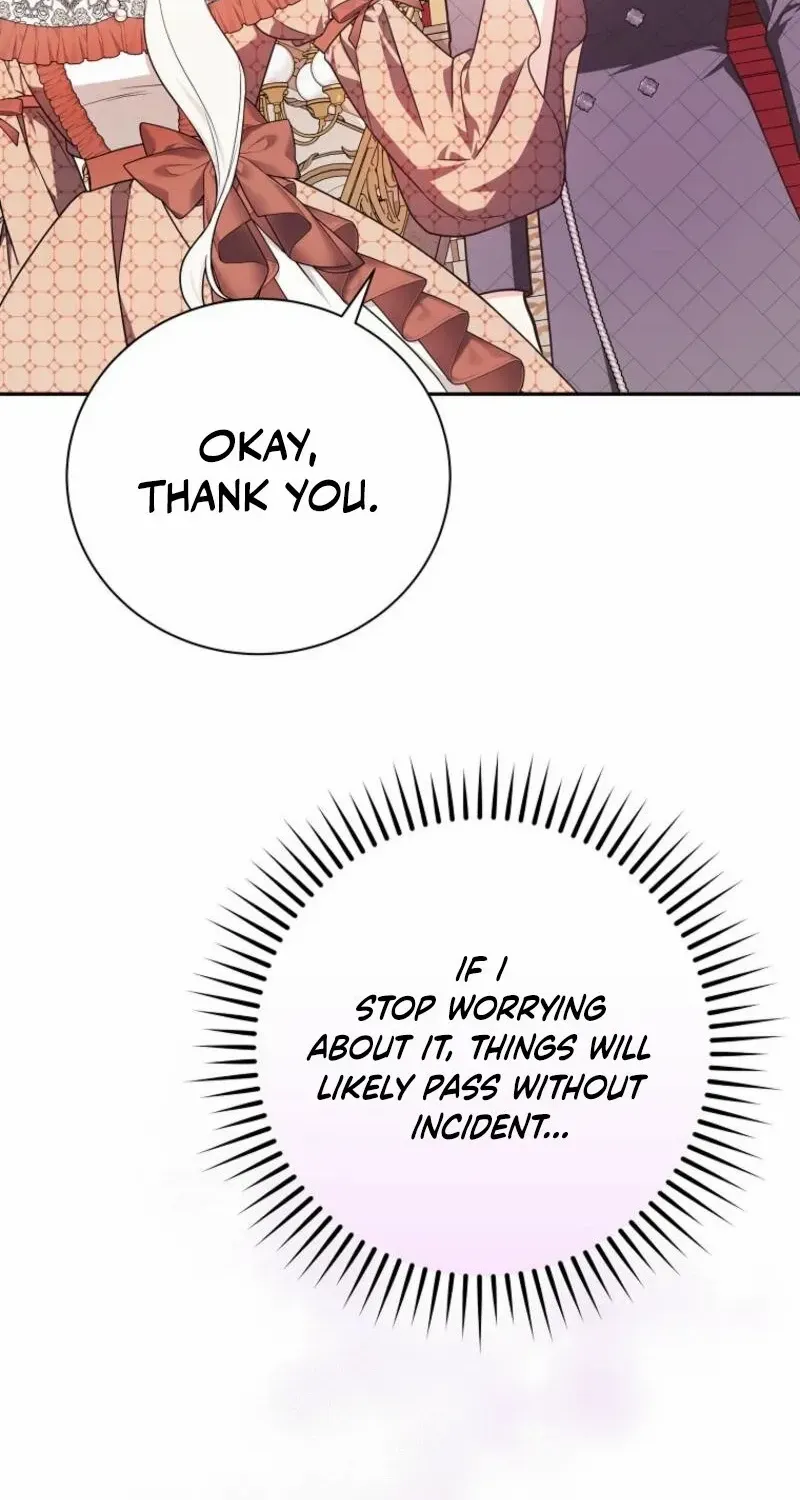 OKAY,
THANK YOU.
IF I
STOP WORRYING
ABOUT IT, THINGS WILL
LIKELY PASS WITHOUT
INCIDENT...